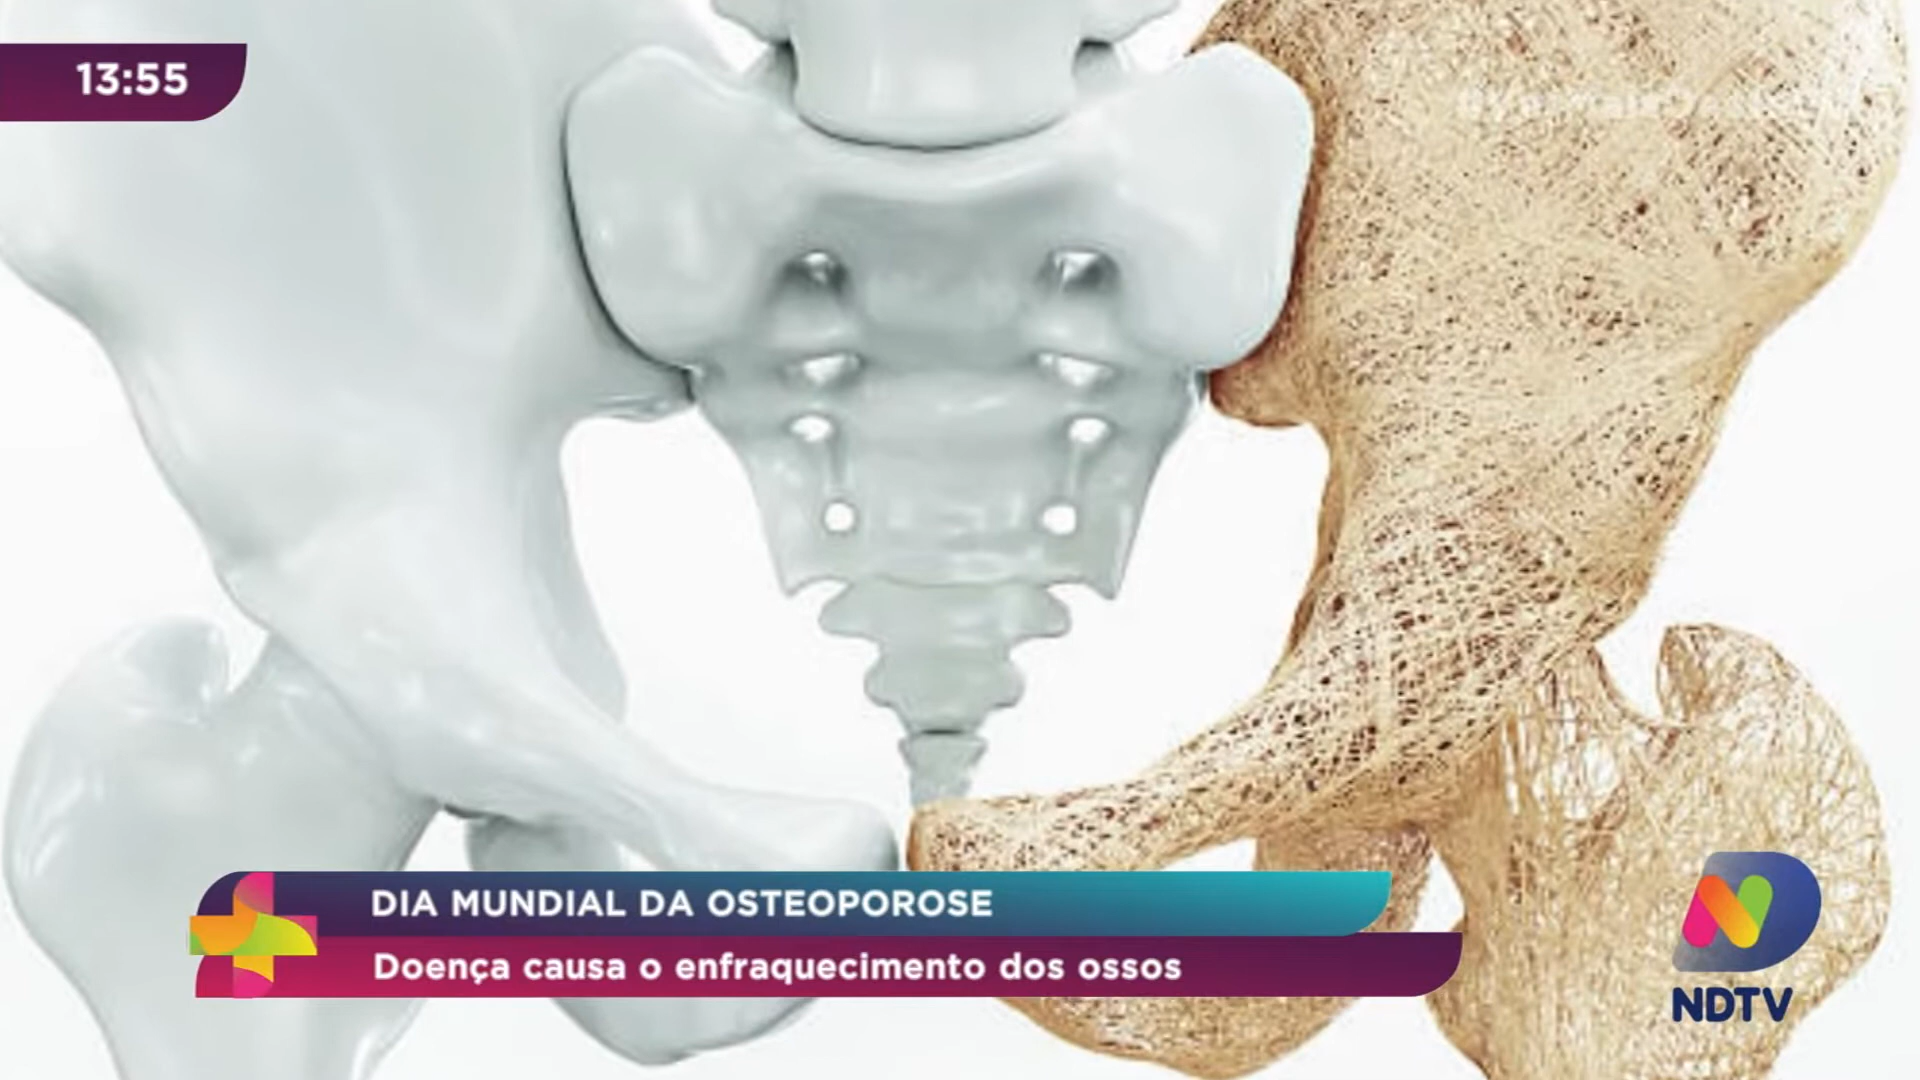 13:55
DIA MUNDIAL DA OSTEOPOROSE
Doença causa o enfraquecimento dos ossos
NDTV